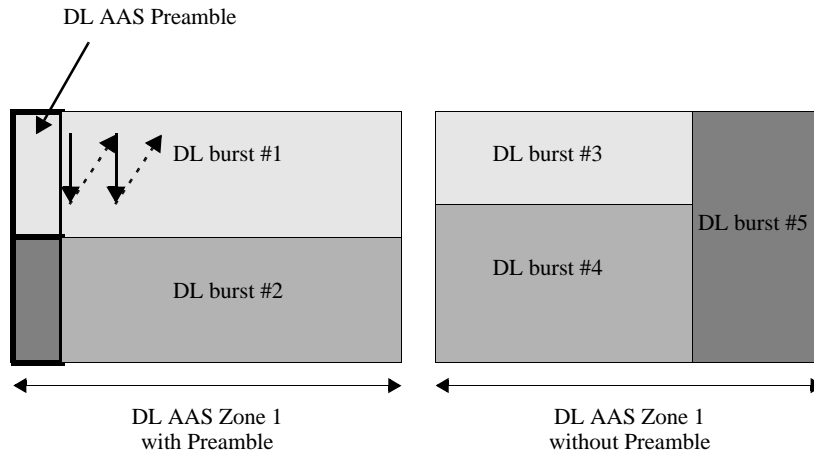 DL AAS Preamble
DL burst #1
DL burst #2
DL burst #3
DL burst #4
DL burst #5
DL AAS Zone 1
with Preamble
DL AAS Zone 1
without Preamble